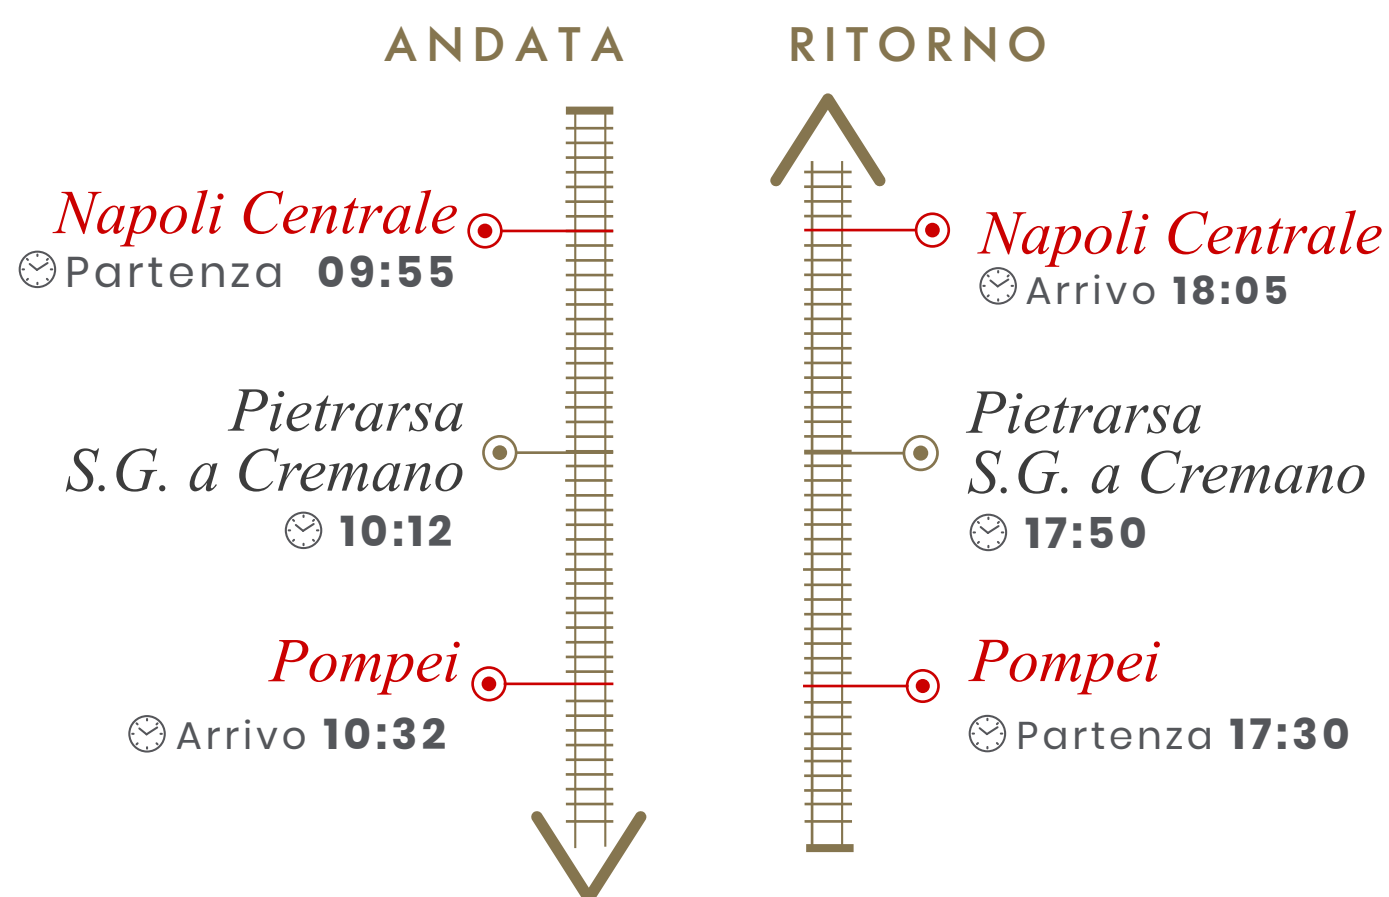 ANDATA
Napoli Centrale
Partenza 09:55
Pietrarsa
S.G. a Cremano
10:12
Pompei
Arrivo 10:32
RITORNO
Napoli Centrale
Arrivo 18:05
Pietrarsa
S.G. a Cremano
17:50
Pompei
Partenza 17:30